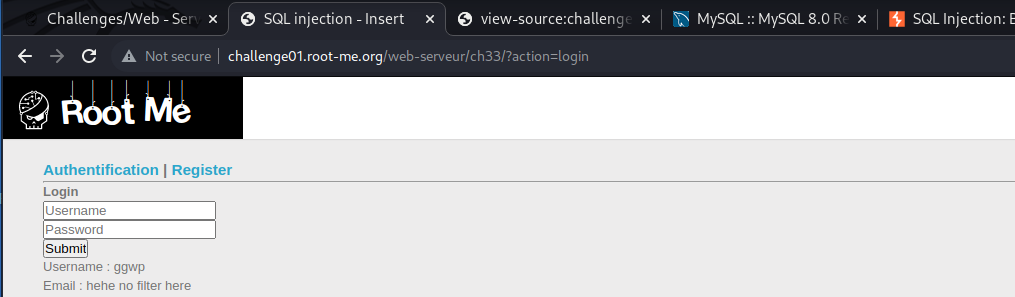 Challenges/Web - Serv
SQL injection - Insert
view-source:challenge
MySQL :: MySQL 8.0 Re
SQL Injection: B
Not secure
challenge01.root-me.org/web-serveur/ch33/?action=login
Root Me
Authentification | Register
Login
Username
Password
Submit
Username : ggwp
Email : hehe no filter here